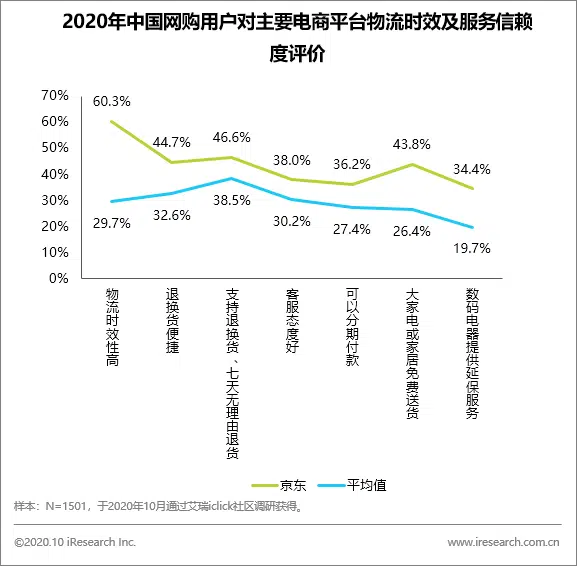 2020年中国网购用户对主要电商平台物流时效及服务信赖
度评价
70%
60%
50%
40%
30%
20%
10%
0%
60.3%
44.7%
46.6%
38.0%
36.2%
43.8%
34.4%
29.7%
32.6%
38.5%
30.2%
27.4%
26.4%
19.7%
物流时效性高
退换货便捷
支持退换货、七天无理由退货
客服态度好
可以分期付款
大家电或家居免费送货
数码电器提供延保服务
京东
平均值
样本：N=1501，于2020年10月通过艾瑞iclick社区调研获得。
©2020.10 iResearch Inc.
www.iresearch.com.cn